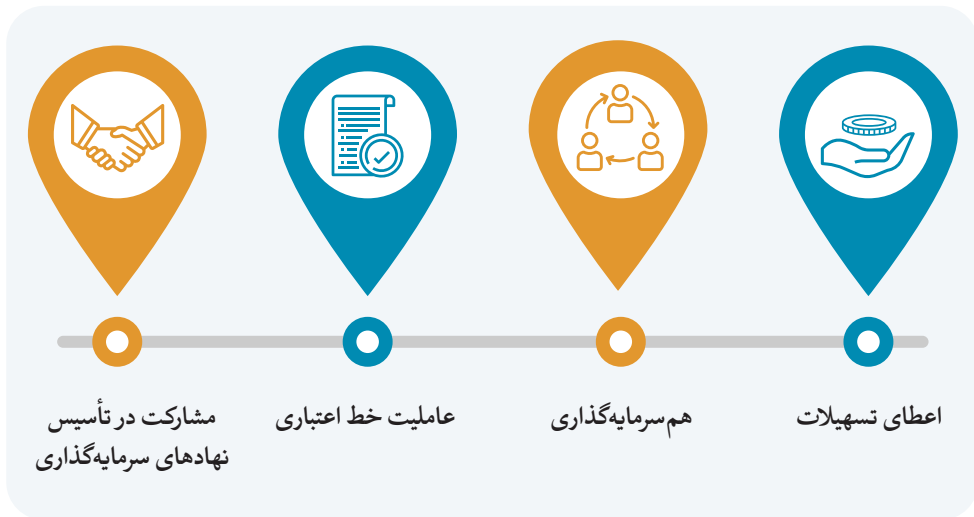 اعطای تسهیلات
هم‌سرمایه‌گذاری
عاملیت خط اعتباری
مشارکت در تأسیس
نهادهای سرمایه‌گذاری